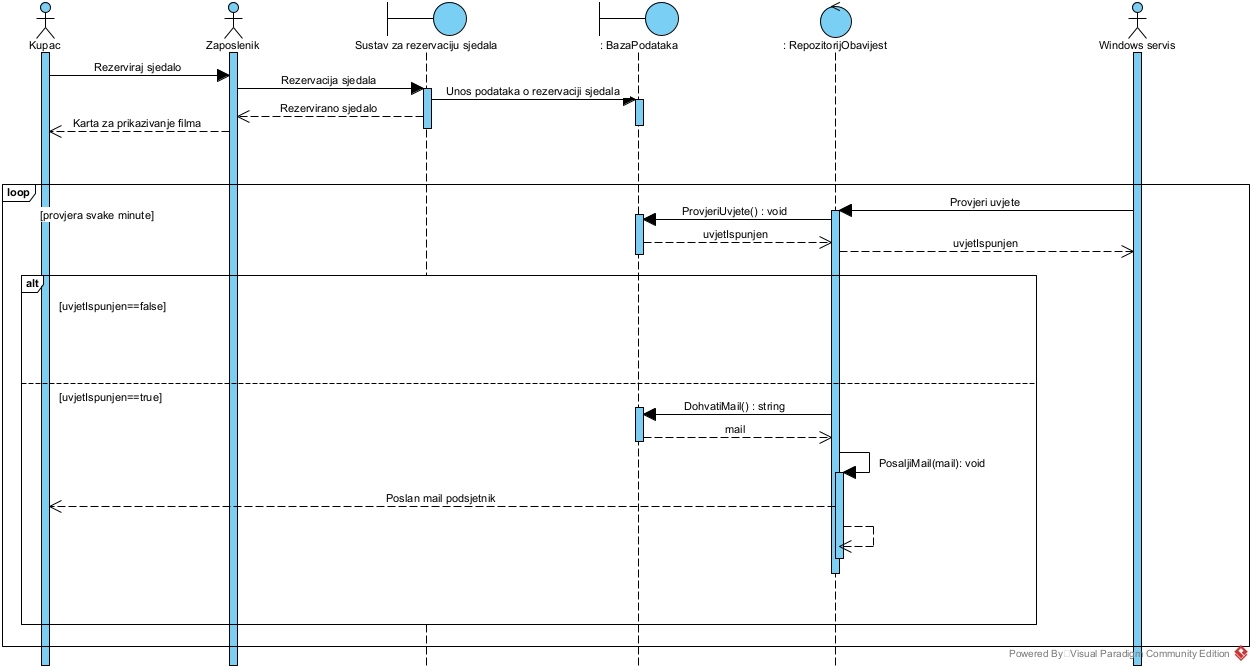 Kupac
Zaposlenik
Sustav za rezervaciju sjedala
: BazaPodataka
: RepozitorijObavijest
Windows servis
Rezerviraj sjedalo
Rezervacija sjedala
Unos podataka o rezervaciji sjedala
Rezervirano sjedalo
Karta za prikazivanje filma
loop
[provjera svake minute]
Provjeri uvjete
ProvjeriUvjete() : void
uvjetIspunjen
uvjetIspunjen
alt
[uvjetIspunjen==false]
[uvjetIspunjen==true]
DohvatiMail() : string
mail
PosaljiMail(mail): void
Poslan mail podsjetnik
Powered By Visual Paradigm Community Edition